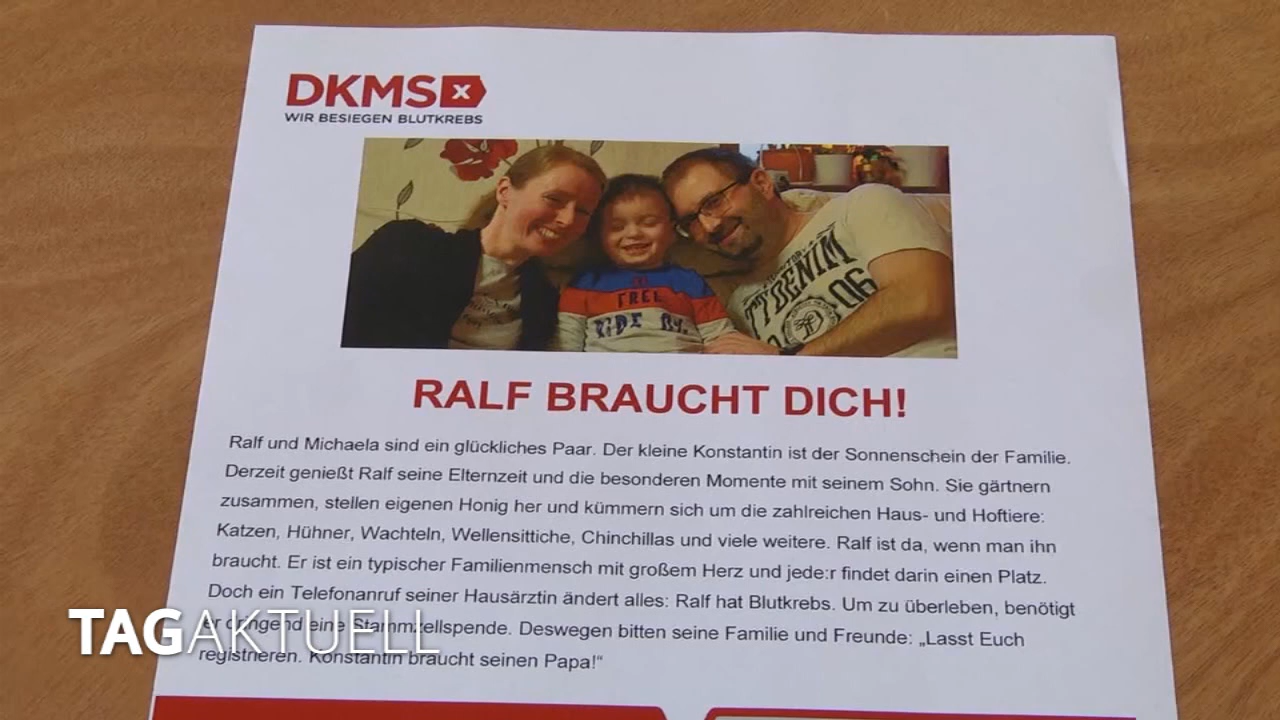 DKMS
WIR BESIEGEN BLUTKREBS
DENIM
06
FREE
RIDE
RALF BRAUCHT DICH!
Ralf und Michaela sind ein glückliches Paar. Der kleine Konstantin ist der Sonnenschein der Familie.
Derzeit genießt Ralf seine Elternzeit und die besonderen Momente mit seinem Sohn. Sie gärtnern
zusammen, stellen eigenen Honig her und kümmern sich um die zahlreichen Haus- und Hoftiere:
Katzen, Hühner, Wachteln, Wellensittiche, Chinchillas und viele weitere. Ralf ist da, wenn man ihn
braucht. Er ist ein typischer Familienmensch mit großem Herz und jede:r findet darin einen Platz.
Doch ein Telefonanruf seiner Hausärztin ändert alles: Ralf hat Blutkrebs. Um zu überleben, benötigt
er dringend eine Stammzellspende. Deswegen bitten seine Familie und Freunde: „Lasst Euch
registrieren. Konstantin braucht seinen Papa!“
TAGAKTUELL